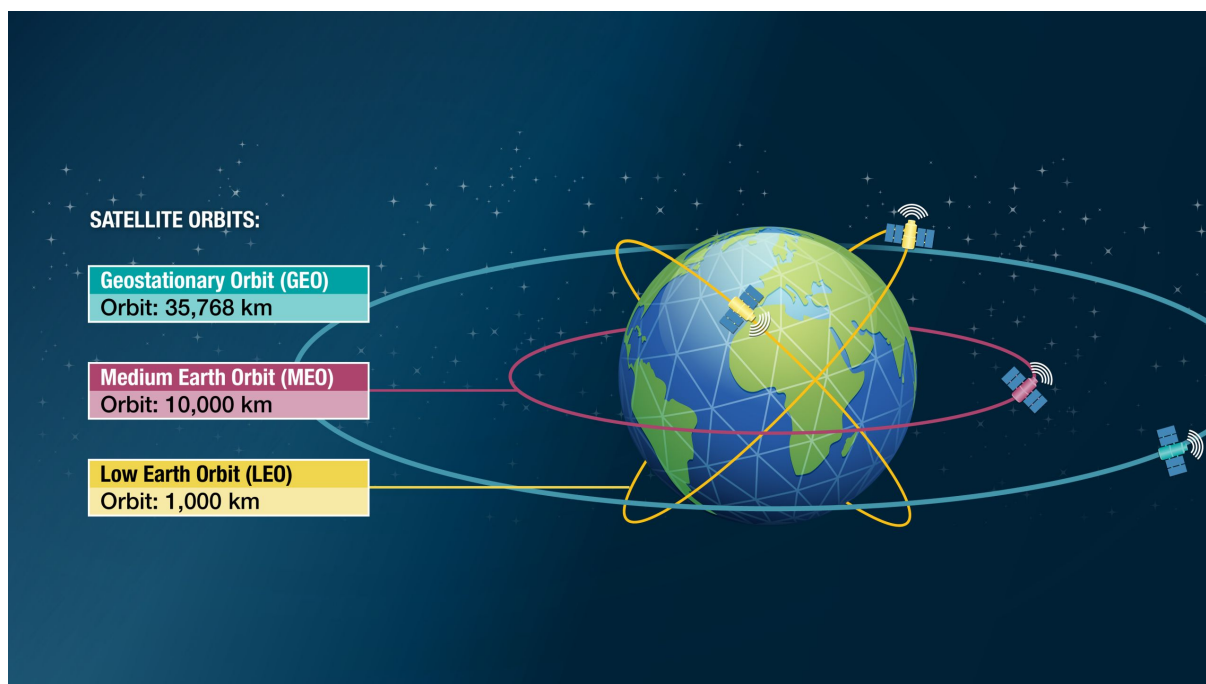 SATELLITE ORBITS:
Geostationary Orbit (GEO)
Orbit: 35,768 km
Medium Earth Orbit (MEO)
Orbit: 10,000 km
Low Earth Orbit (LEO)
Orbit: 1,000 km